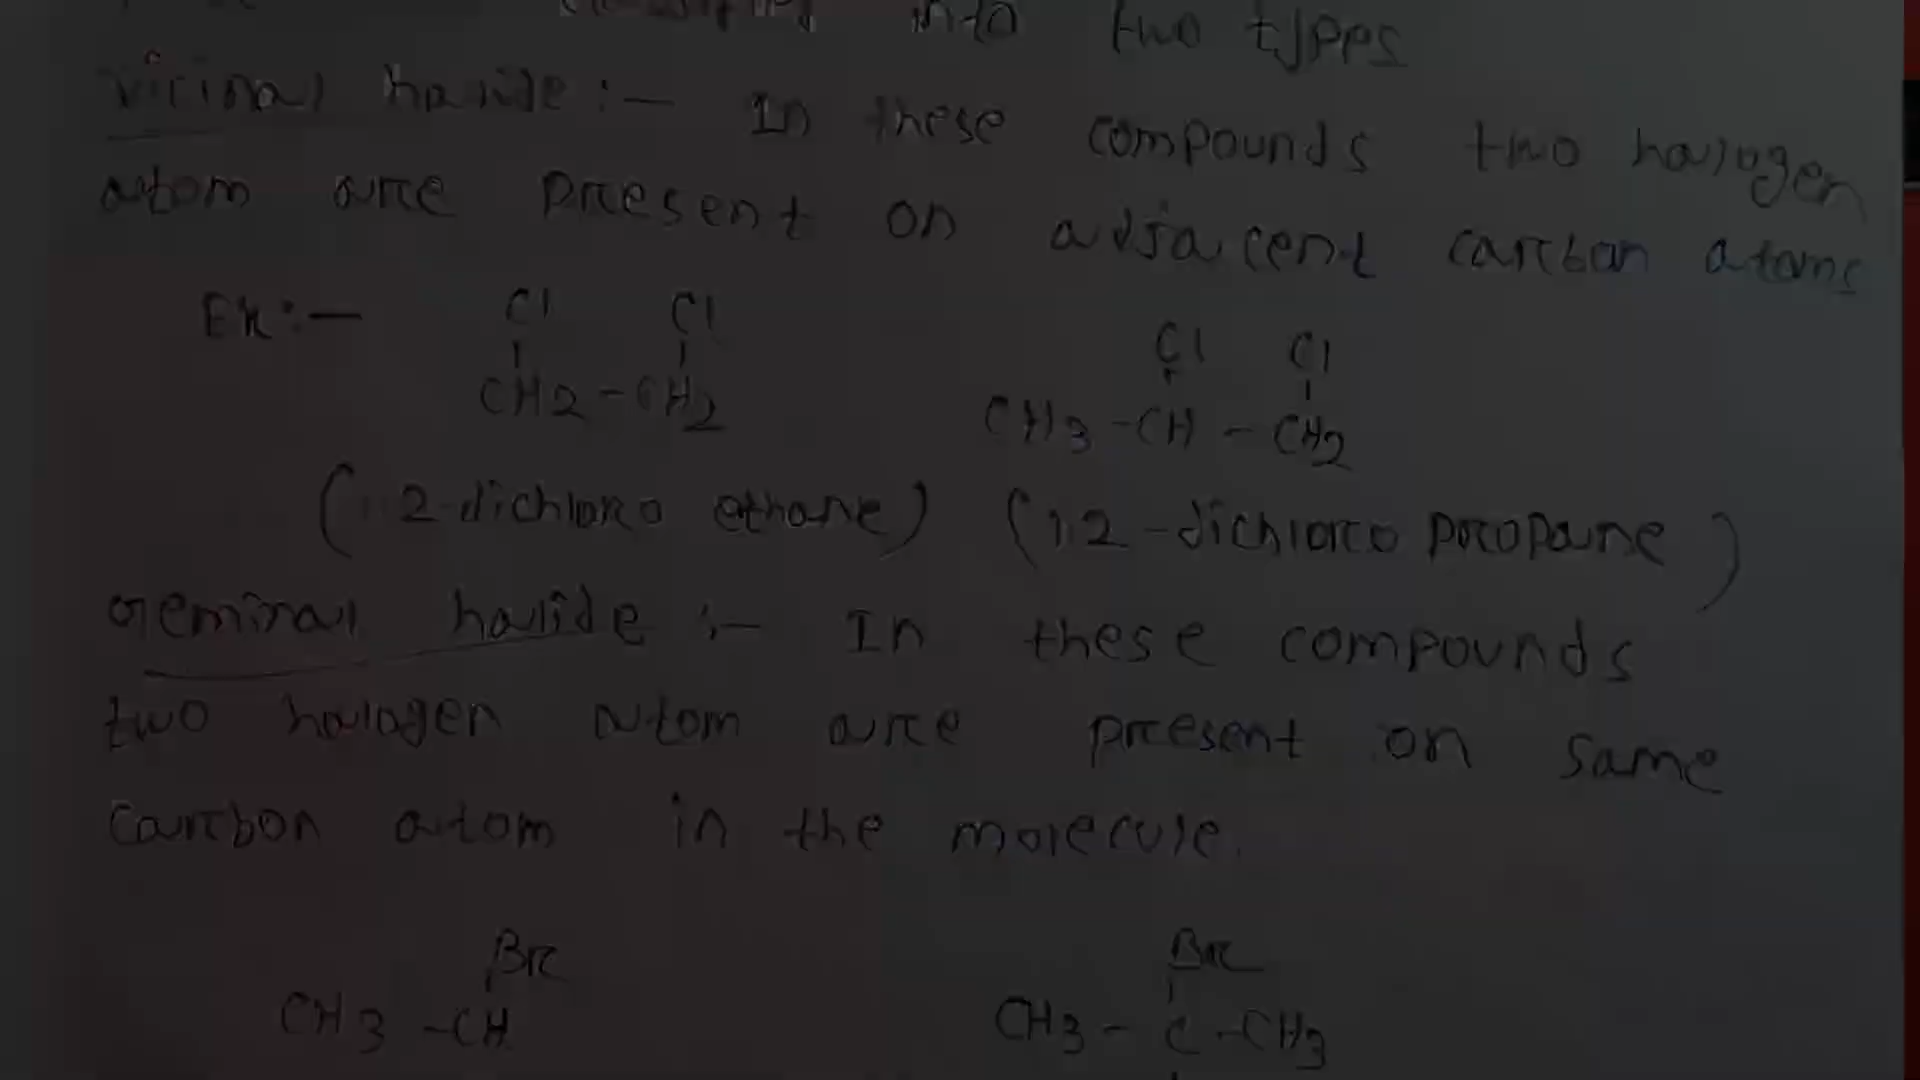 into two types
vicinal halide :- In these compounds two halogen
atom are present on adjacent carbon atoms
Ex :- Cl Cl Cl Cl
CH2 - CH2 CH3 - CH - CH2
(1.2-dichloro ethane) (1.2-dichloro propane)
Geminal halide :- In these compounds
two halogen atom are present on same
carbon atom in the molecule.
Br Br
CH3 - CH CH3 - C - CH3